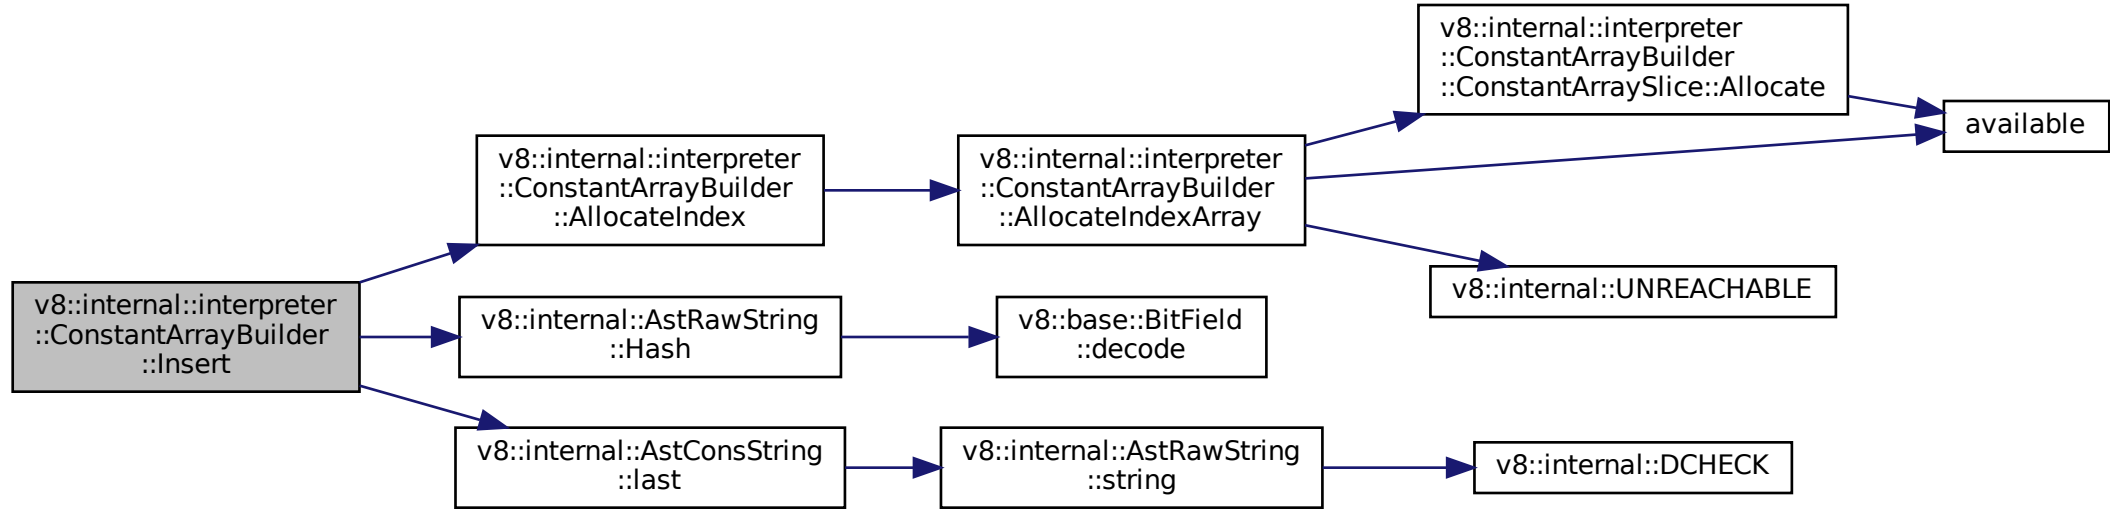 v8::internal::interpreter
::ConstantArrayBuilder
::Insert
v8::internal::interpreter
::ConstantArrayBuilder
::AllocateIndex
v8::internal::interpreter
::ConstantArrayBuilder
::AllocateIndexArray
v8::internal::interpreter
::ConstantArrayBuilder
::ConstantArraySlice::Allocate
available
v8::internal::UNREACHABLE
v8::internal::AstRawString
::Hash
v8::base::BitField
::decode
v8::internal::AstConsString
::last
v8::internal::AstRawString
::string
v8::internal::DCHECK